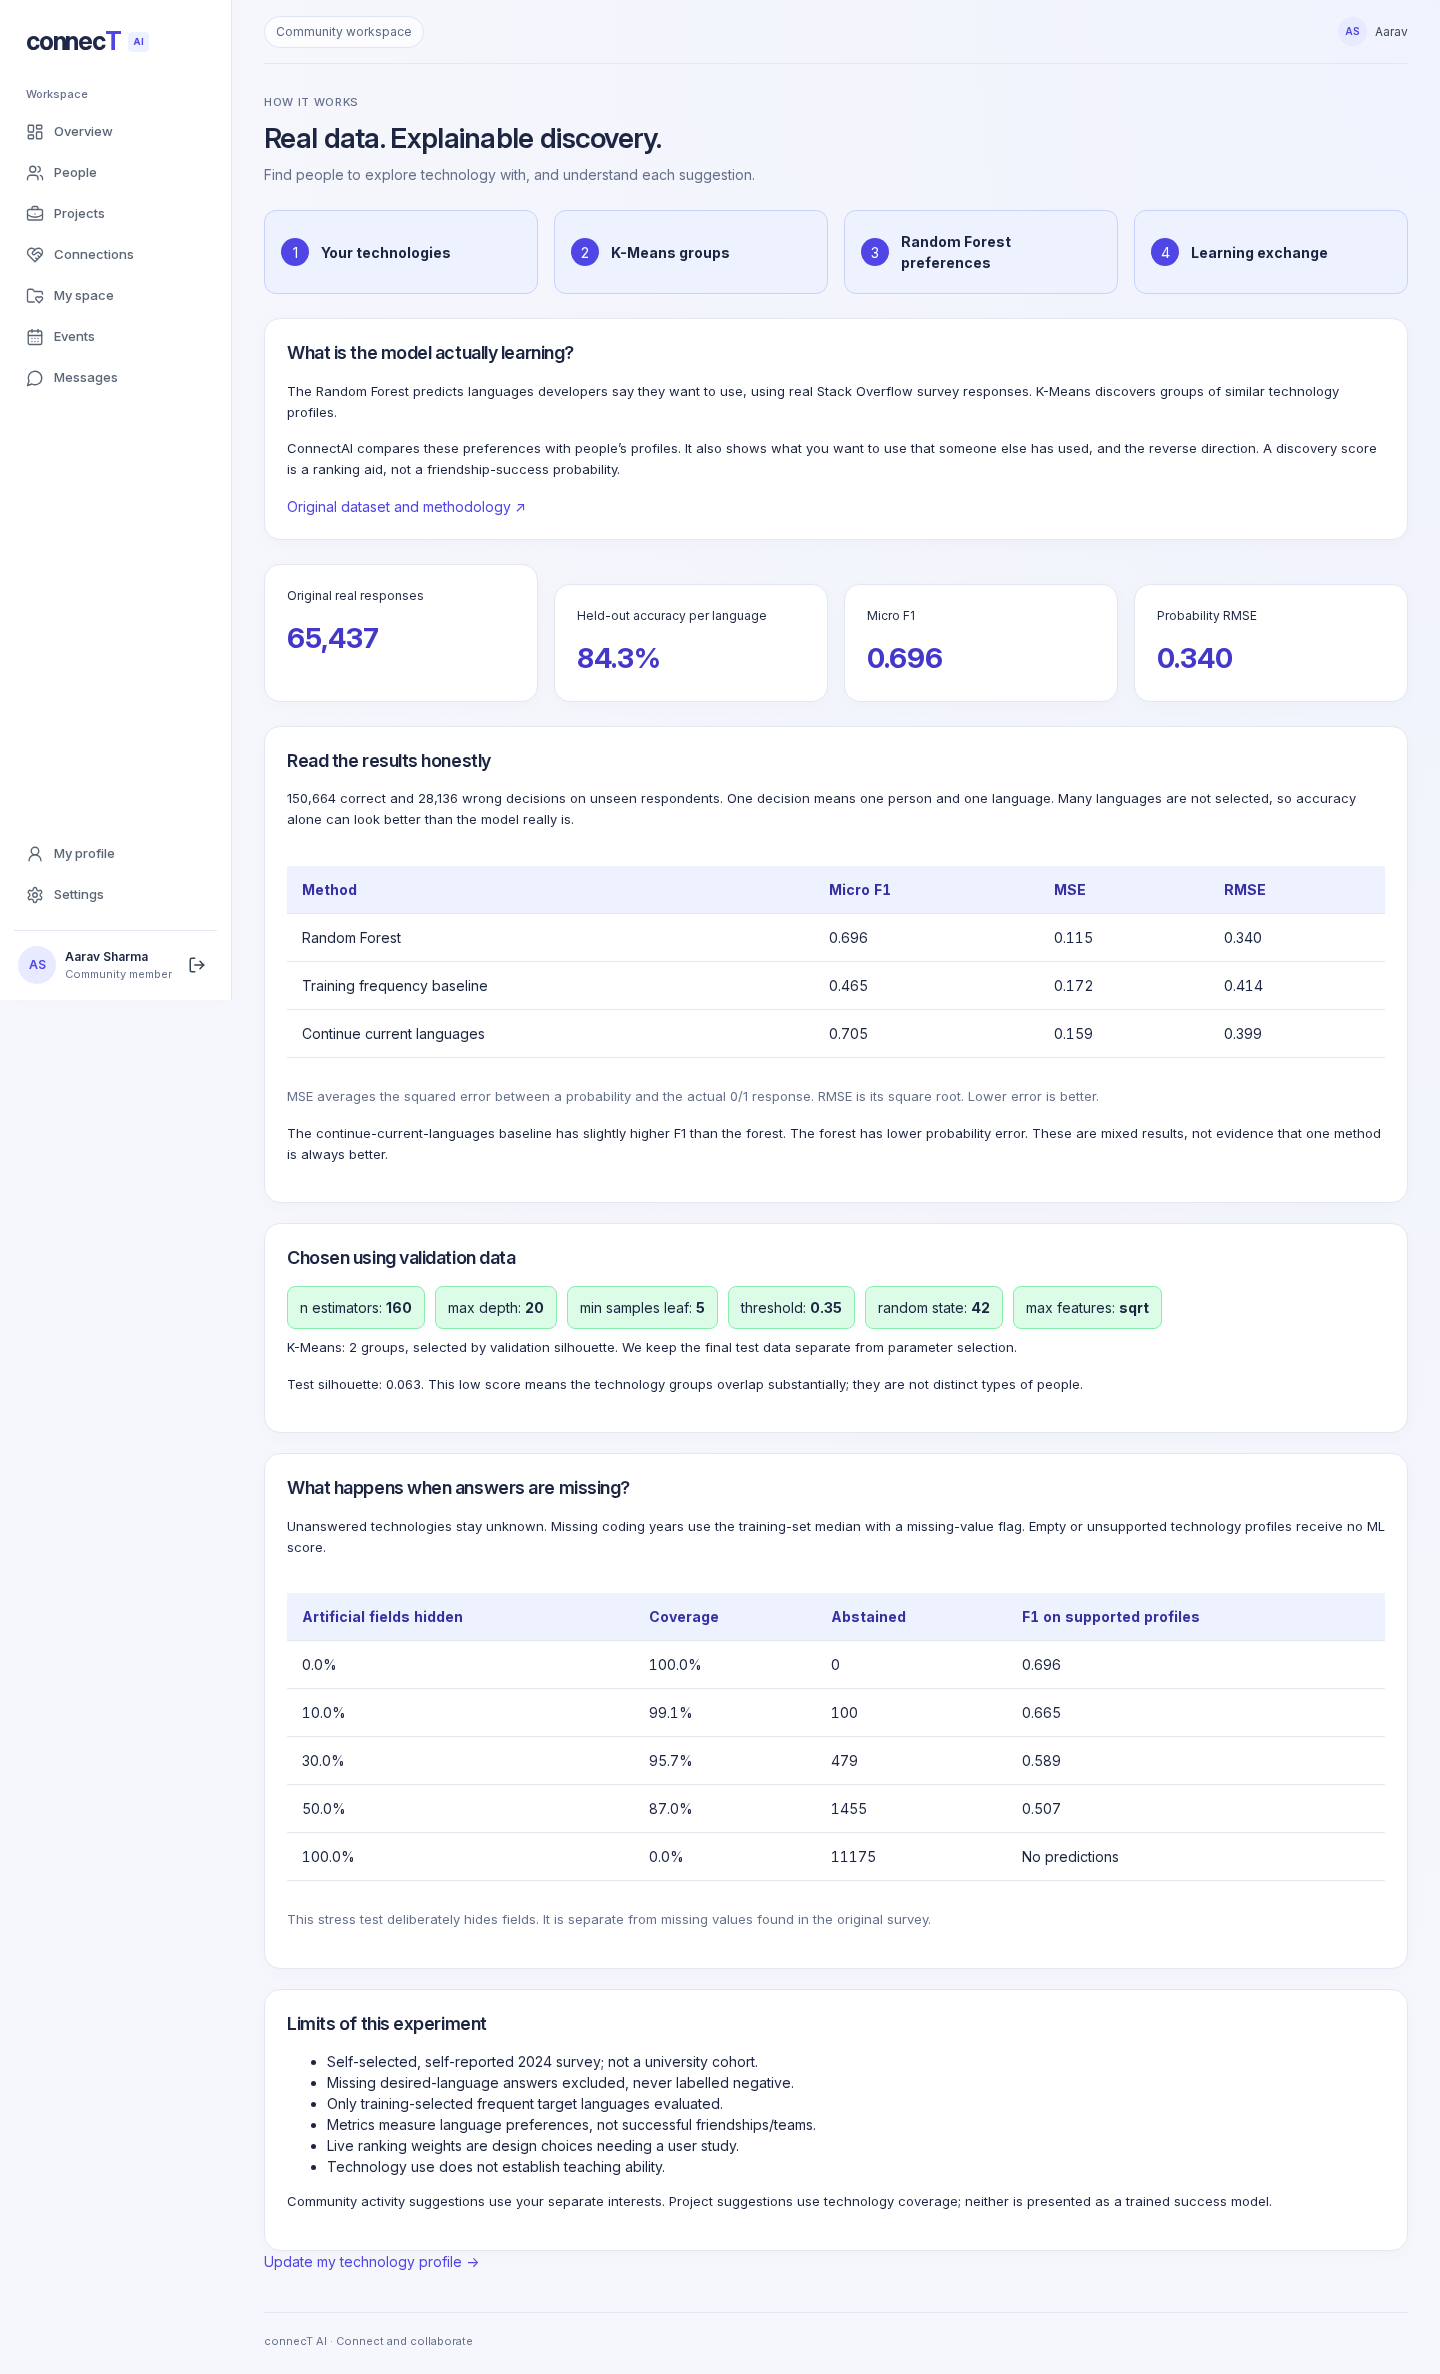 connecT AI
Workspace
Overview
People
Projects
Connections
My space
Events
Messages
My profile
Settings
AS
Aarav Sharma
Community member
Community workspace
AS Aarav
HOW IT WORKS
Real data. Explainable discovery.
Find people to explore technology with, and understand each suggestion.
1 Your technologies
2 K-Means groups
3 Random Forest
preferences
4 Learning exchange
What is the model actually learning?
The Random Forest predicts languages developers say they want to use, using real Stack Overflow survey responses. K-Means discovers groups of similar technology
profiles.
ConnectAI compares these preferences with people’s profiles. It also shows what you want to use that someone else has used, and the reverse direction. A discovery score
is a ranking aid, not a friendship-success probability.
Original dataset and methodology ↗
Original real responses
65,437
Held-out accuracy per language
84.3%
Micro F1
0.696
Probability RMSE
0.340
Read the results honestly
150,664 correct and 28,136 wrong decisions on unseen respondents. One decision means one person and one language. Many languages are not selected, so accuracy
alone can look better than the model really is.
Method Micro F1 MSE RMSE
Random Forest 0.696 0.115 0.340
Training frequency baseline 0.465 0.172 0.414
Continue current languages 0.705 0.159 0.399
MSE averages the squared error between a probability and the actual 0/1 response. RMSE is its square root. Lower error is better.
The continue-current-languages baseline has slightly higher F1 than the forest. The forest has lower probability error. These are mixed results, not evidence that one method
is always better.
Chosen using validation data
n estimators: 160 max depth: 20 min samples leaf: 5 threshold: 0.35 random state: 42 max features: sqrt
K-Means: 2 groups, selected by validation silhouette. We keep the final test data separate from parameter selection.
Test silhouette: 0.063. This low score means the technology groups overlap substantially; they are not distinct types of people.
What happens when answers are missing?
Unanswered technologies stay unknown. Missing coding years use the training-set median with a missing-value flag. Empty or unsupported technology profiles receive no ML
score.
Artificial fields hidden Coverage Abstained F1 on supported profiles
0.0% 100.0% 0 0.696
10.0% 99.1% 100 0.665
30.0% 95.7% 479 0.589
50.0% 87.0% 1455 0.507
100.0% 0.0% 11175 No predictions
This stress test deliberately hides fields. It is separate from missing values found in the original survey.
Limits of this experiment
• Self-selected, self-reported 2024 survey; not a university cohort.
• Missing desired-language answers excluded, never labelled negative.
• Only training-selected frequent target languages evaluated.
• Metrics measure language preferences, not successful friendships/teams.
• Live ranking weights are design choices needing a user study.
• Technology use does not establish teaching ability.
Community activity suggestions use your separate interests. Project suggestions use technology coverage; neither is presented as a trained success model.
Update my technology profile →
connecT AI · Connect and collaborate